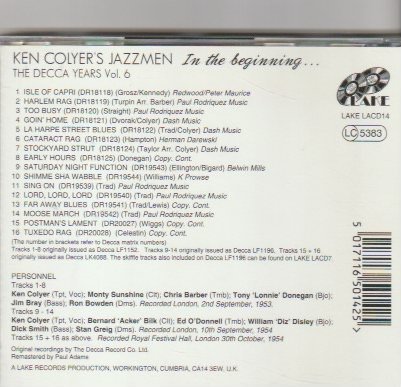 KEN COLYER'S JAZZMEN In the beginning...
THE DECCA YEARS Vol. 6
LAKE
LAKE LACD14
LC 5383
1 ISLE OF CAPRI (DR18118) (Grosz/Kennedy) Redwood/Peter Maurice
2 HARLEM RAG (DR18119) (Turpin Arr. Barber) Paul Rodriquez Music
3 TOO BUSY (DR18120) (Straight) Paul Rodriquez Music
4 GOIN' HOME (DR18121) (Dvorak/Colyer) Dash Music
5 LA HARPE STREET BLUES (DR18122) (Trad/Colyer) Dash Music
6 CATARACT RAG (DR18123) (Hampton) Herman Darewski
7 STOCKYARD STRUT (DR18124) (Taylor Arr. Colyer) Dash Music
8 EARLY HOURS (DR18125) (Donegan) Copy. Cont.
9 SATURDAY NIGHT FUNCTION (DR19543) (Ellington/Bigard) Belwin Mills
10 SHIMME SHA WABBLE (DR19544) (Williams) K Prowse
11 SING ON (DR19539) (Trad) Paul Rodriquez Music
12 LORD, LORD, LORD (DR19540) (Trad) Paul Rodriquez Music
13 FAR AWAY BLUES (DR19541) (Trad/Lewis) Copy. Cont.
14 MOOSE MARCH (DR19542) (Trad) Paul Rodriquez Music
15 POSTMAN'S LAMENT (DR20027) (Wiggs) Copy Cont.
16 TUXEDO RAG (DR20028) (Celestin) Copy. Cont.
(The number in brackets refer to Decca matrix numbers)
Tracks 1-8 originally issued as Decca LF1152. Tracks 9-14 originally issued as Decca LF1196. Tracks 15 + 16
originally issued as Decca LK4088. The skiffle tracks also included on Decca LF1196 can be found on LAKE LACD7.
PERSONNEL
Tracks 1-8
Ken Colyer (Tpt, Voc); Monty Sunshine (Clt); Chris Barber (Tmb); Tony 'Lonnie' Donegan (Bjo);
Jim Bray (Bass); Ron Bowden (Dms). Recorded London, 2nd September, 1953.
Tracks 9 - 14
Ken Colyer (Tpt, Voc); Bernard 'Acker' Bilk (Clt); Ed O'Donnell (Tmb); William 'Diz' Disley (Bjo);
Dick Smith (Bass); Stan Greig (Dms). Recorded London, 10th September, 1954
Tracks 15 + 16 as above. Recorded Royal Festival Hall, London 30th October, 1954
Original recordings by The Decca Record Co. Ltd.
Remastered by Paul Adams
A LAKE RECORDS PRODUCTION, WORKINGTON, CUMBRIA, CA14 3EW, U.K.
5 017116 501425